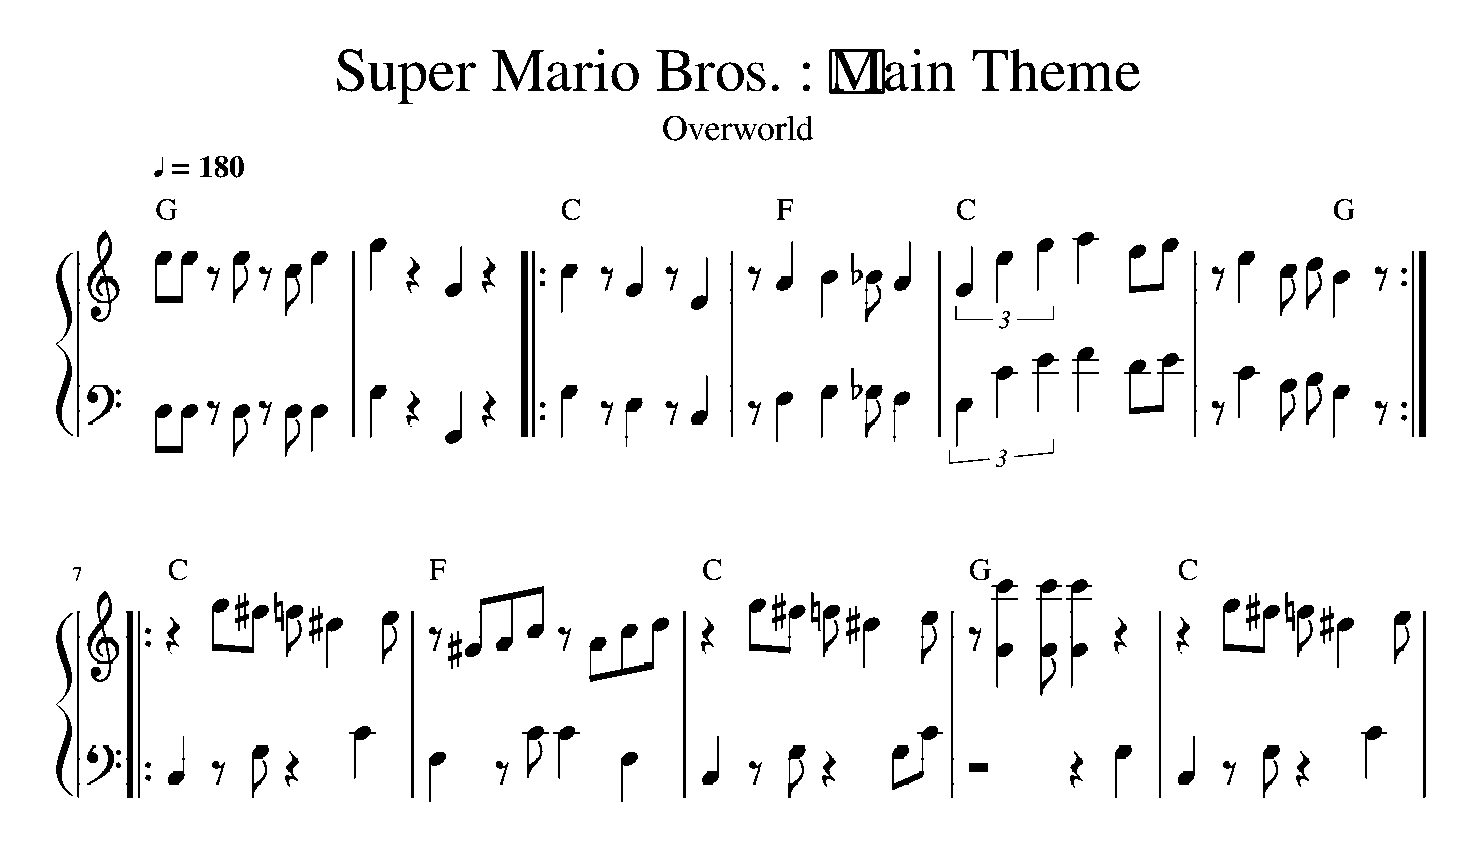 Super Mario Bros. : Main Theme
Overworld
♩ = 180
G C F C G
3
3
7 C F C G C